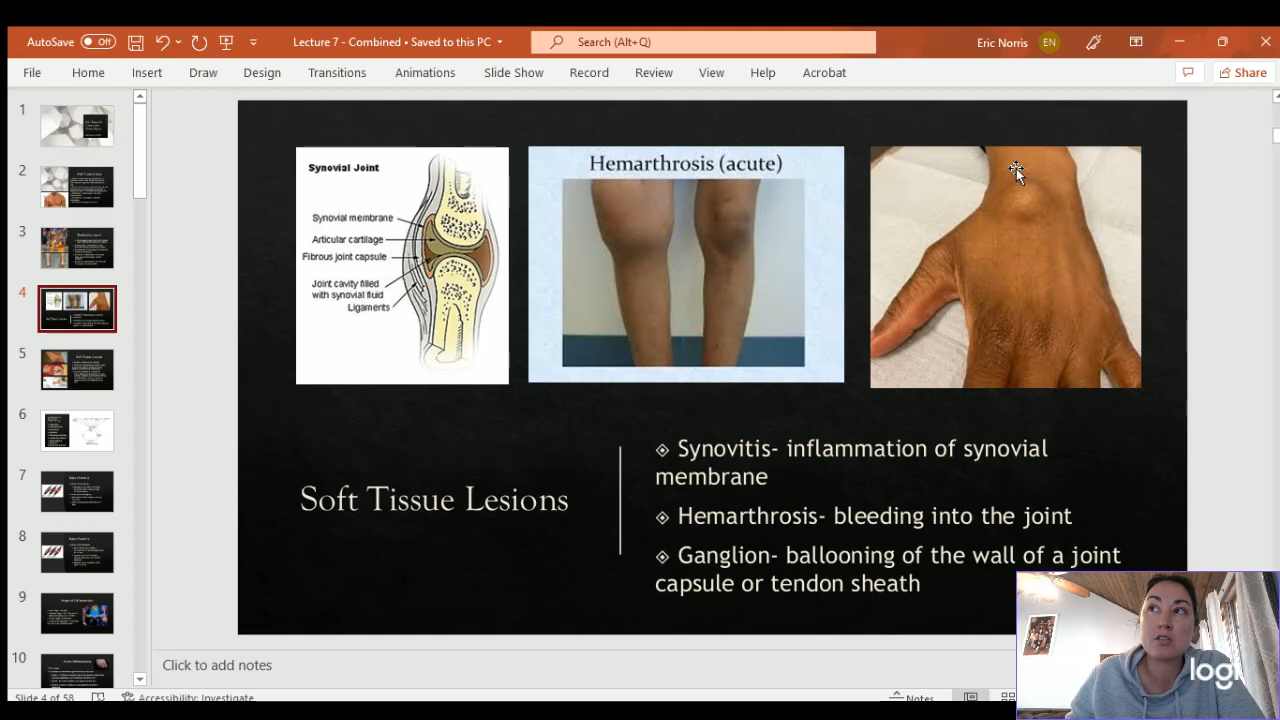 AutoSave Off Lecture 7 - Combined • Saved to this PC Search (Alt+Q) Eric Norris EN
File Home Insert Draw Design Transitions Animations Slide Show Record Review View Help Acrobat Share
1
2
3
4
5
6
7
8
9
10
Synovial Joint
Synovial membrane
Articular cartilage
Fibrous joint capsule
Joint cavity filled
with synovial fluid
Ligaments
Hemarthrosis (acute)
Soft Tissue Lesions
Synovitis- inflammation of synovial
membrane
Hemarthrosis- bleeding into the joint
Ganglion- ballooning of the wall of a joint
capsule or tendon sheath
Click to add notes
Slide 4 of 58 Accessibility: Investigate Notes
logi